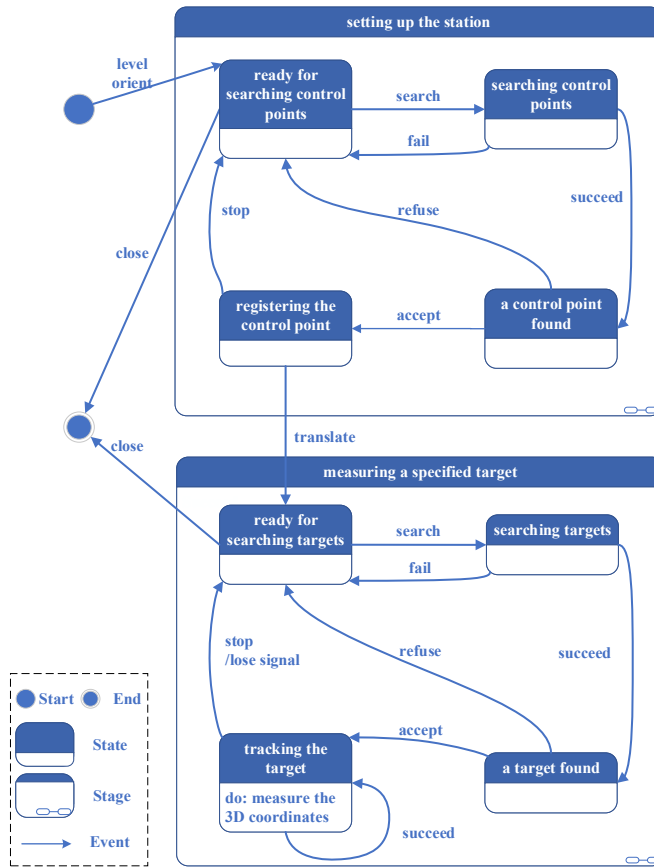 setting up the station
level
orient
ready for
searching control
points
search
searching control
points
fail
succeed
stop
refuse
close
registering the
control point
accept
a control point
found
translate
close
measuring a specified target
ready for
searching targets
search
searching targets
fail
stop
/lose signal
refuse
succeed
accept
tracking the
target
do: measure the
3D coordinates
succeed
a target found
Start
End
State
Stage
Event